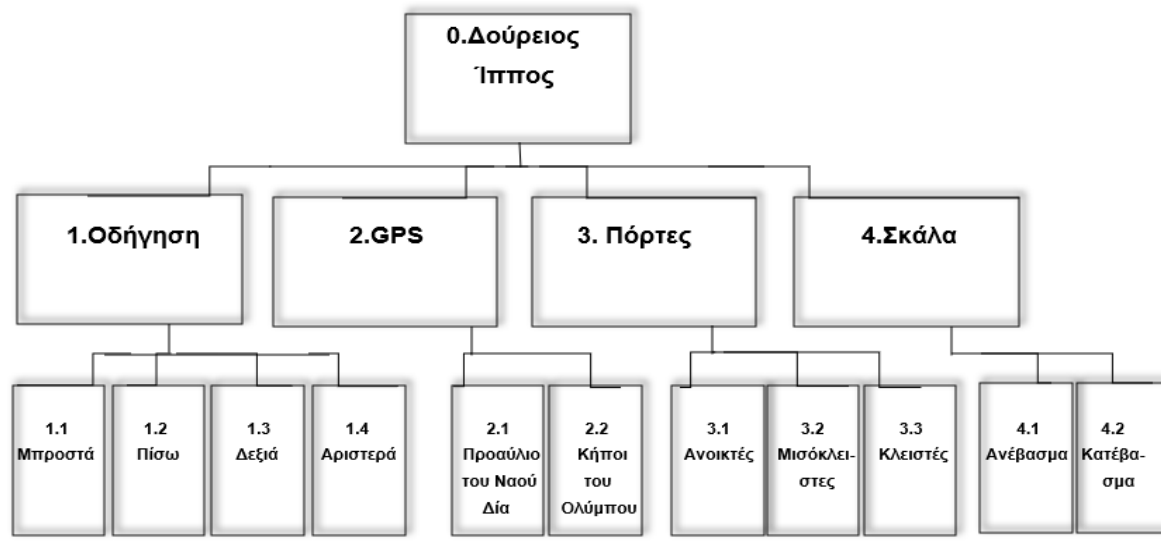 0.Δούρειος
Ίππος
1.Οδήγηση
2.GPS
3. Πόρτες
4.Σκάλα
1.1
Μπροστά
1.2
Πίσω
1.3
Δεξιά
1.4
Αριστερά
2.1
Προαύλιο
του Ναού
Δία
2.2
Κήποι
του
Ολύμπου
3.1
Ανοικτές
3.2
Μισόκλει-
στες
3.3
Κλειστές
4.1
Ανέβασμα
4.2
Κατέβα-
σμα